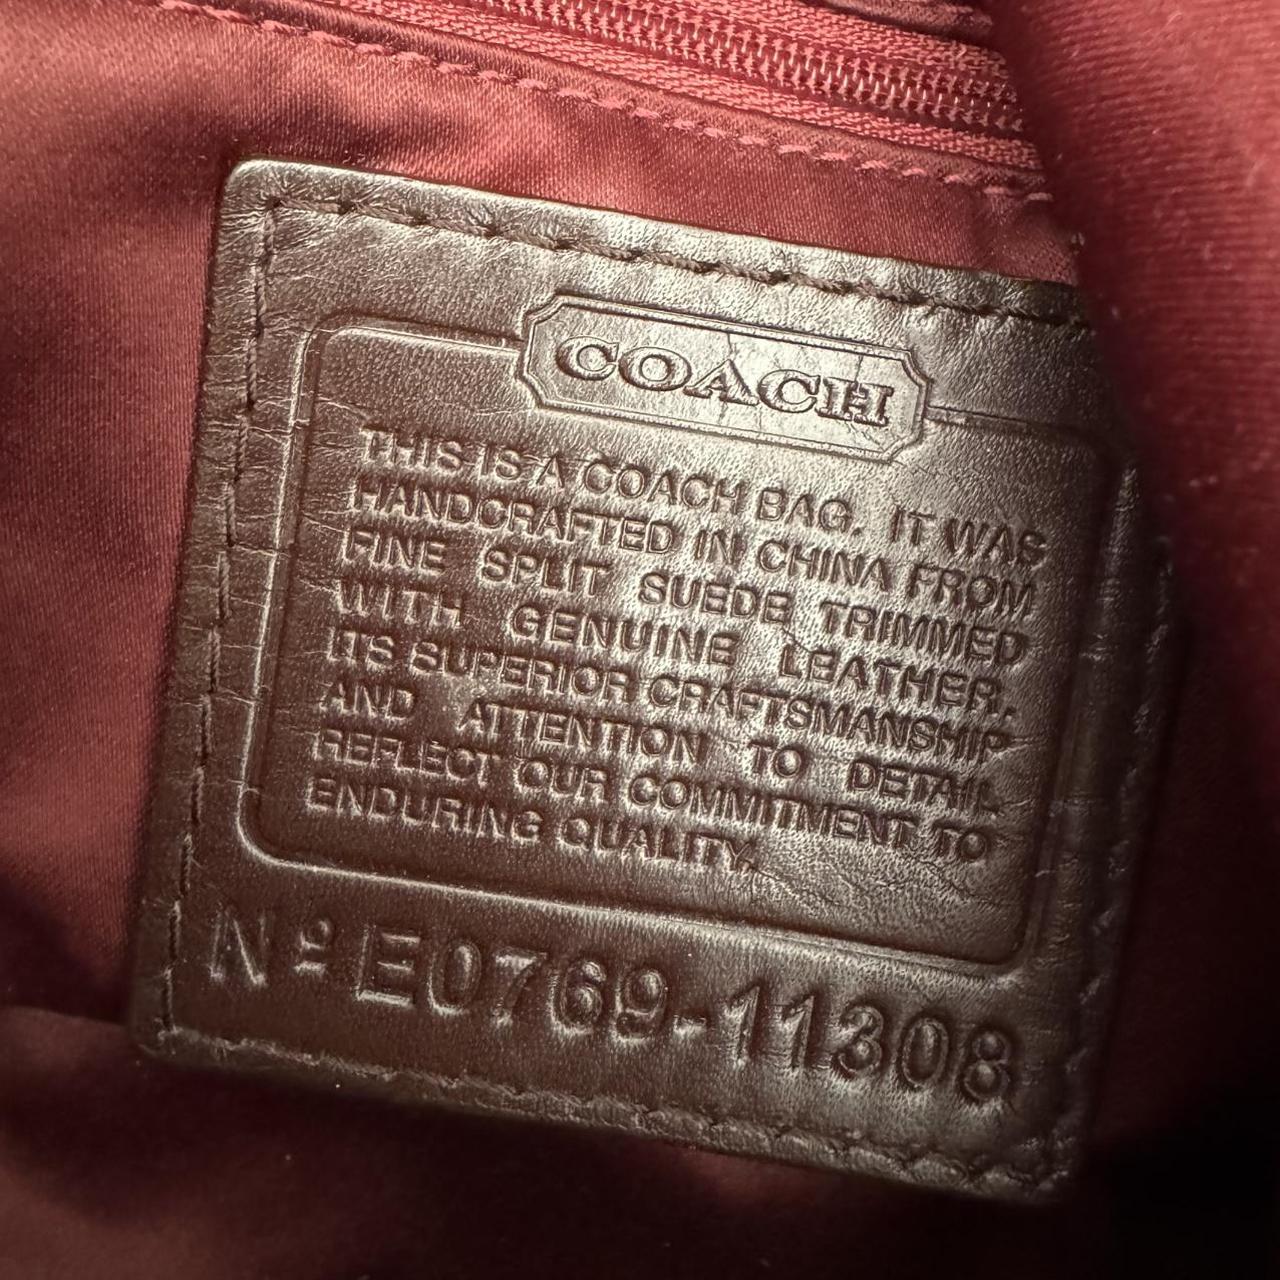 COACH
THIS IS A COACH BAG. IT WAS
HANDCRAFTED IN CHINA FROM
FINE SPLIT SUEDE TRIMMED
WITH GENUINE LEATHER.
ITS SUPERIOR CRAFTSMANSHIP
AND ATTENTION TO DETAIL
REFLECT OUR COMMITMENT TO
ENDURING QUALITY.
Nº E0769-11308